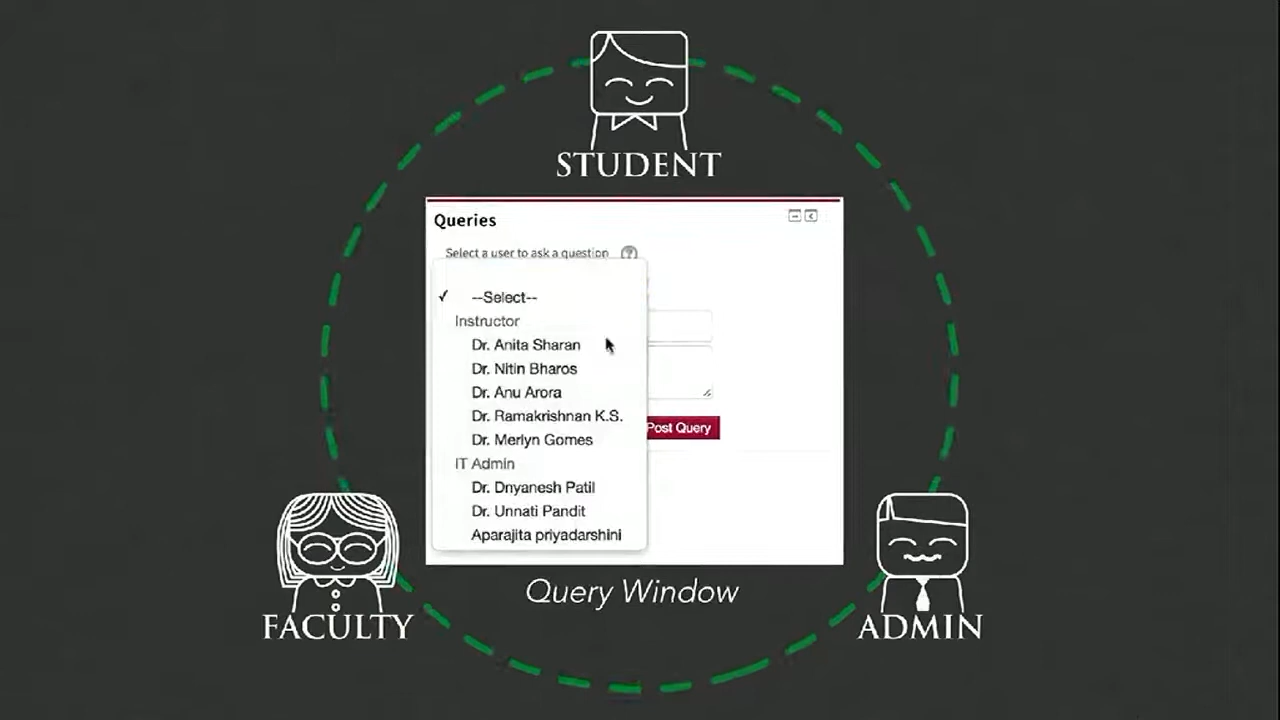 STUDENT
Queries
Select a user to ask a question ?
✓ --Select--
Instructor
Dr. Anita Sharan
Dr. Nitin Bharos
Dr. Anu Arora
Dr. Ramakrishnan K.S.
Dr. Merlyn Gomes
Post Query
IT Admin
Dr. Dnyanesh Patil
Dr. Unnati Pandit
Aparajita priyadarshini
Query Window
FACULTY
ADMIN